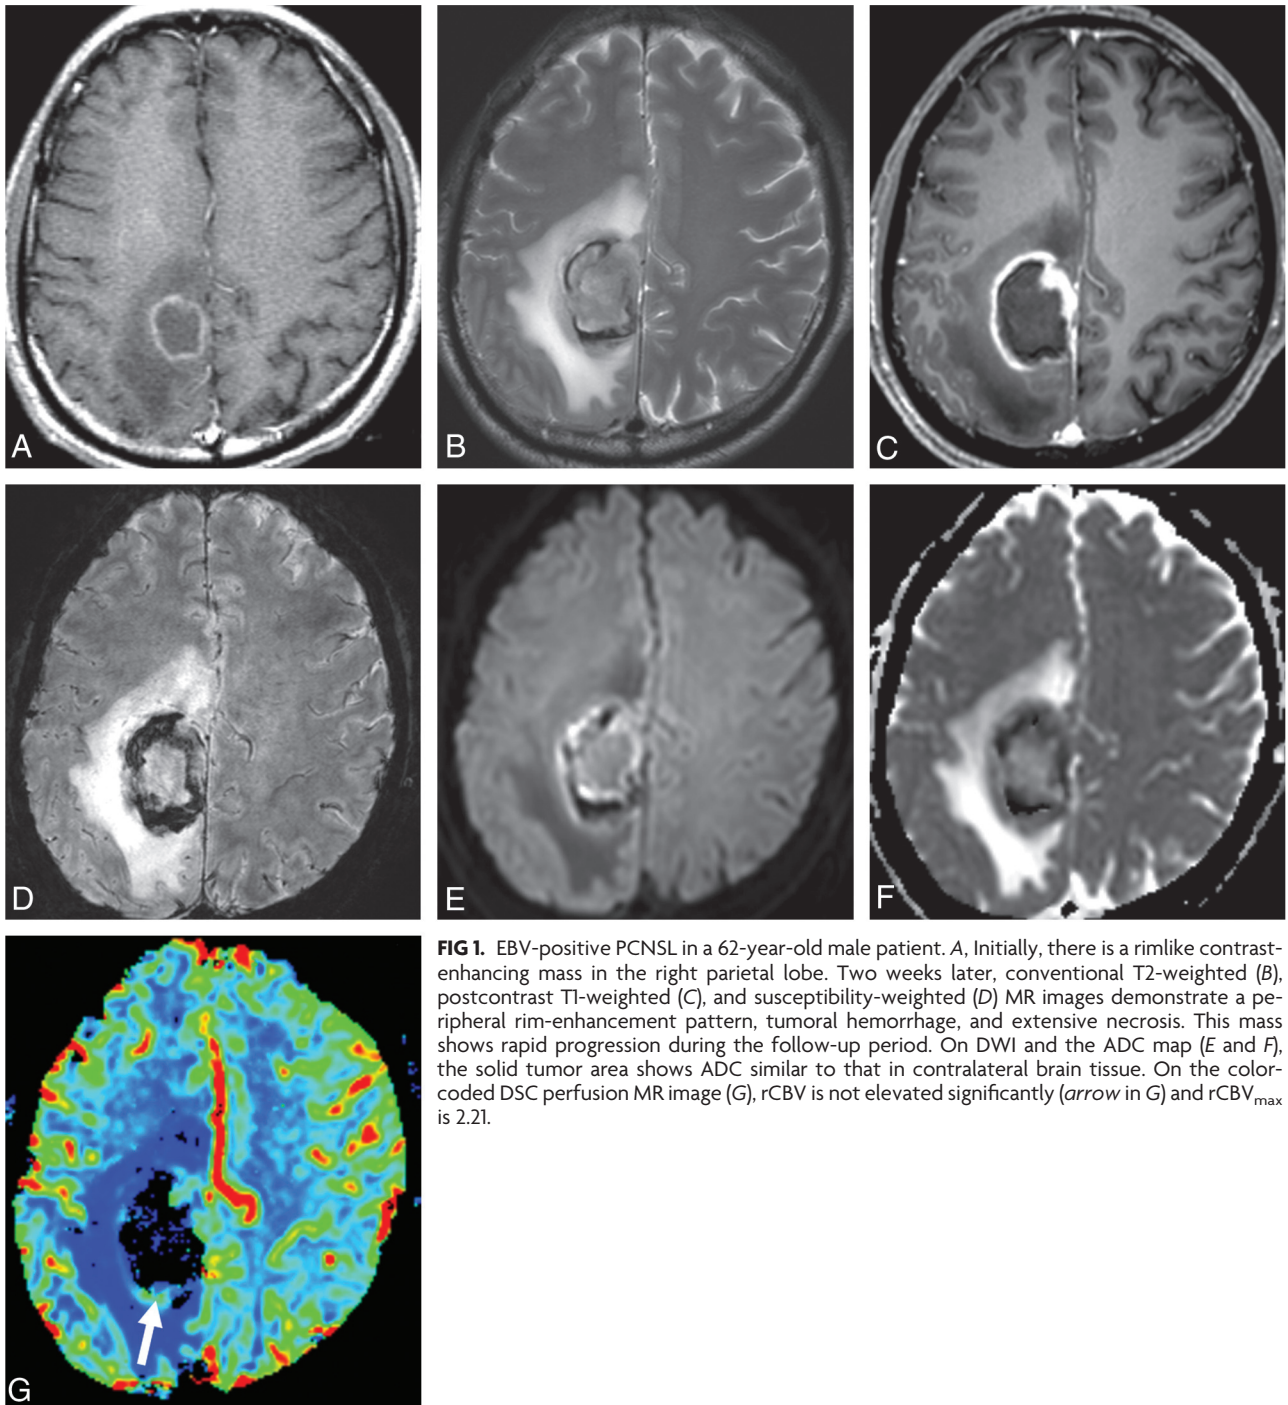 A
B
C
D
E
F
G
FIG 1. EBV-positive PCNSL in a 62-year-old male patient. A, Initially, there is a rimlike contrast-
enhancing mass in the right parietal lobe. Two weeks later, conventional T2-weighted (B),
postcontrast T1-weighted (C), and susceptibility-weighted (D) MR images demonstrate a pe-
ripheral rim-enhancement pattern, tumoral hemorrhage, and extensive necrosis. This mass
shows rapid progression during the follow-up period. On DWI and the ADC map (E and F),
the solid tumor area shows ADC similar to that in contralateral brain tissue. On the color-
coded DSC perfusion MR image (G), rCBV is not elevated significantly (arrow in G) and rCBVmax
is 2.21.